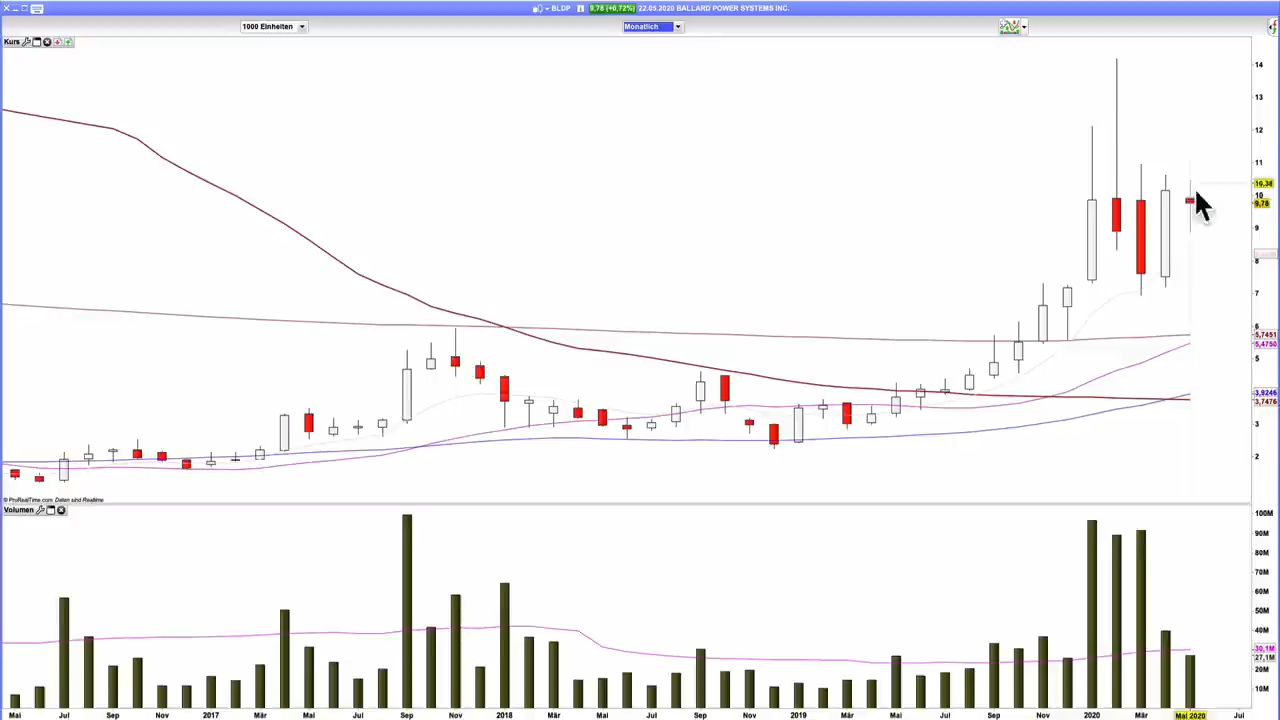 BLDP 9,78 (+0,72%) 22.05.2020 BALLARD POWER SYSTEMS INC.
1000 Einheiten Monatlich
Kurs
14
13
12
11
10,38
10
9,78
9
8
7
6
5,7451
5,4750
5
3,9246
3,7476
3
2
© ProRealTime.com Daten sind Realtime
Volumen
100M
90M
80M
70M
60M
50M
40M
30,1M
27,1M
20M
10M
Mai Jul Sep Nov 2017 Mär Mai Jul Sep Nov 2018 Mär Mai Jul Sep Nov 2019 Mär Mai Jul Sep Nov 2020 Mär Mai 2020 Jul